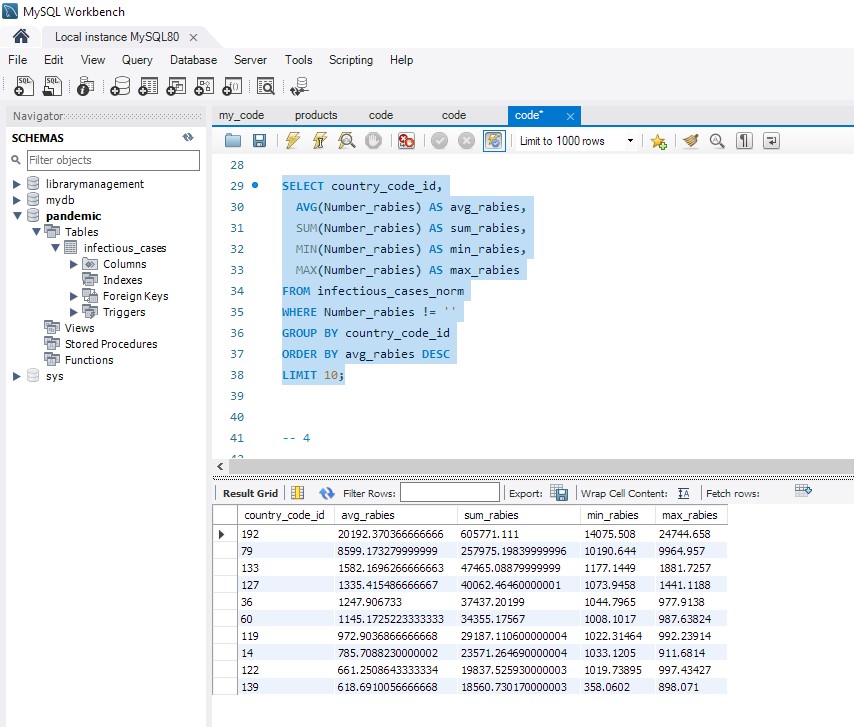 MySQL Workbench
Local instance MySQL80
File Edit View Query Database Server Tools Scripting Help
Navigator
SCHEMAS
Filter objects
librarymanagement
mydb
pandemic
Tables
infectious_cases
Columns
Indexes
Foreign Keys
Triggers
Views
Stored Procedures
Functions
sys
my_code products code code code*
Limit to 1000 rows
28
29 SELECT country_code_id,
30 AVG(Number_rabies) AS avg_rabies,
31 SUM(Number_rabies) AS sum_rabies,
32 MIN(Number_rabies) AS min_rabies,
33 MAX(Number_rabies) AS max_rabies
34 FROM infectious_cases_norm
35 WHERE Number_rabies != ''
36 GROUP BY country_code_id
37 ORDER BY avg_rabies DESC
38 LIMIT 10;
39
40
41 -- 4
Result Grid Filter Rows: Export: Wrap Cell Content: Fetch rows:
country_code_id avg_rabies sum_rabies min_rabies max_rabies
192 20192.370366666666 605771.111 14075.508 24744.658
79 8599.173279999999 257975.19839999996 10190.644 9964.957
133 1582.1696266666663 47465.08879999999 1177.1449 1881.7257
127 1335.415486666667 40062.46460000001 1073.9458 1441.1188
36 1247.906733 37437.20199 1044.7965 977.9138
60 1145.1725223333333 34355.17567 1008.1017 987.63824
119 972.9036866666668 29187.110600000004 1022.31464 992.23914
14 785.7088230000002 23571.264690000004 1033.1205 911.6814
122 661.2508643333334 19837.525930000003 1019.73895 997.43427
139 618.6910056666668 18560.730170000003 358.0602 898.071